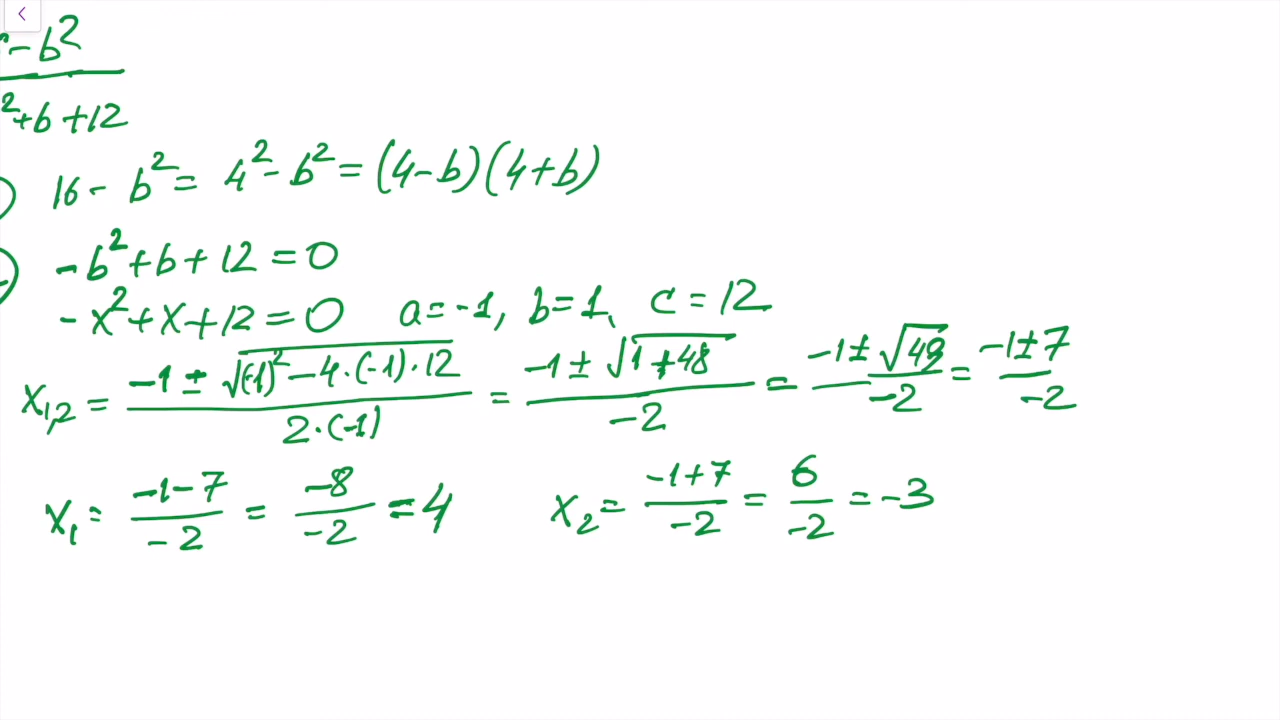 - b²
² + b + 12
16 - b² = 4² - b² = (4-b)(4+b)
-b² + b + 12 = 0
-x² + x + 12 = 0 a = -1, b = 1, c = 12
x₁,₂ = (-1 ± √((-1)² - 4·(-1)·12))/(2·(-1)) = (-1 ± √(1+48))/(-2) = (-1 ± √49)/(-2) = (-1 ± 7)/(-2)
x₁ = (-1-7)/(-2) = (-8)/(-2) = 4 x₂ = (-1+7)/(-2) = 6/(-2) = -3